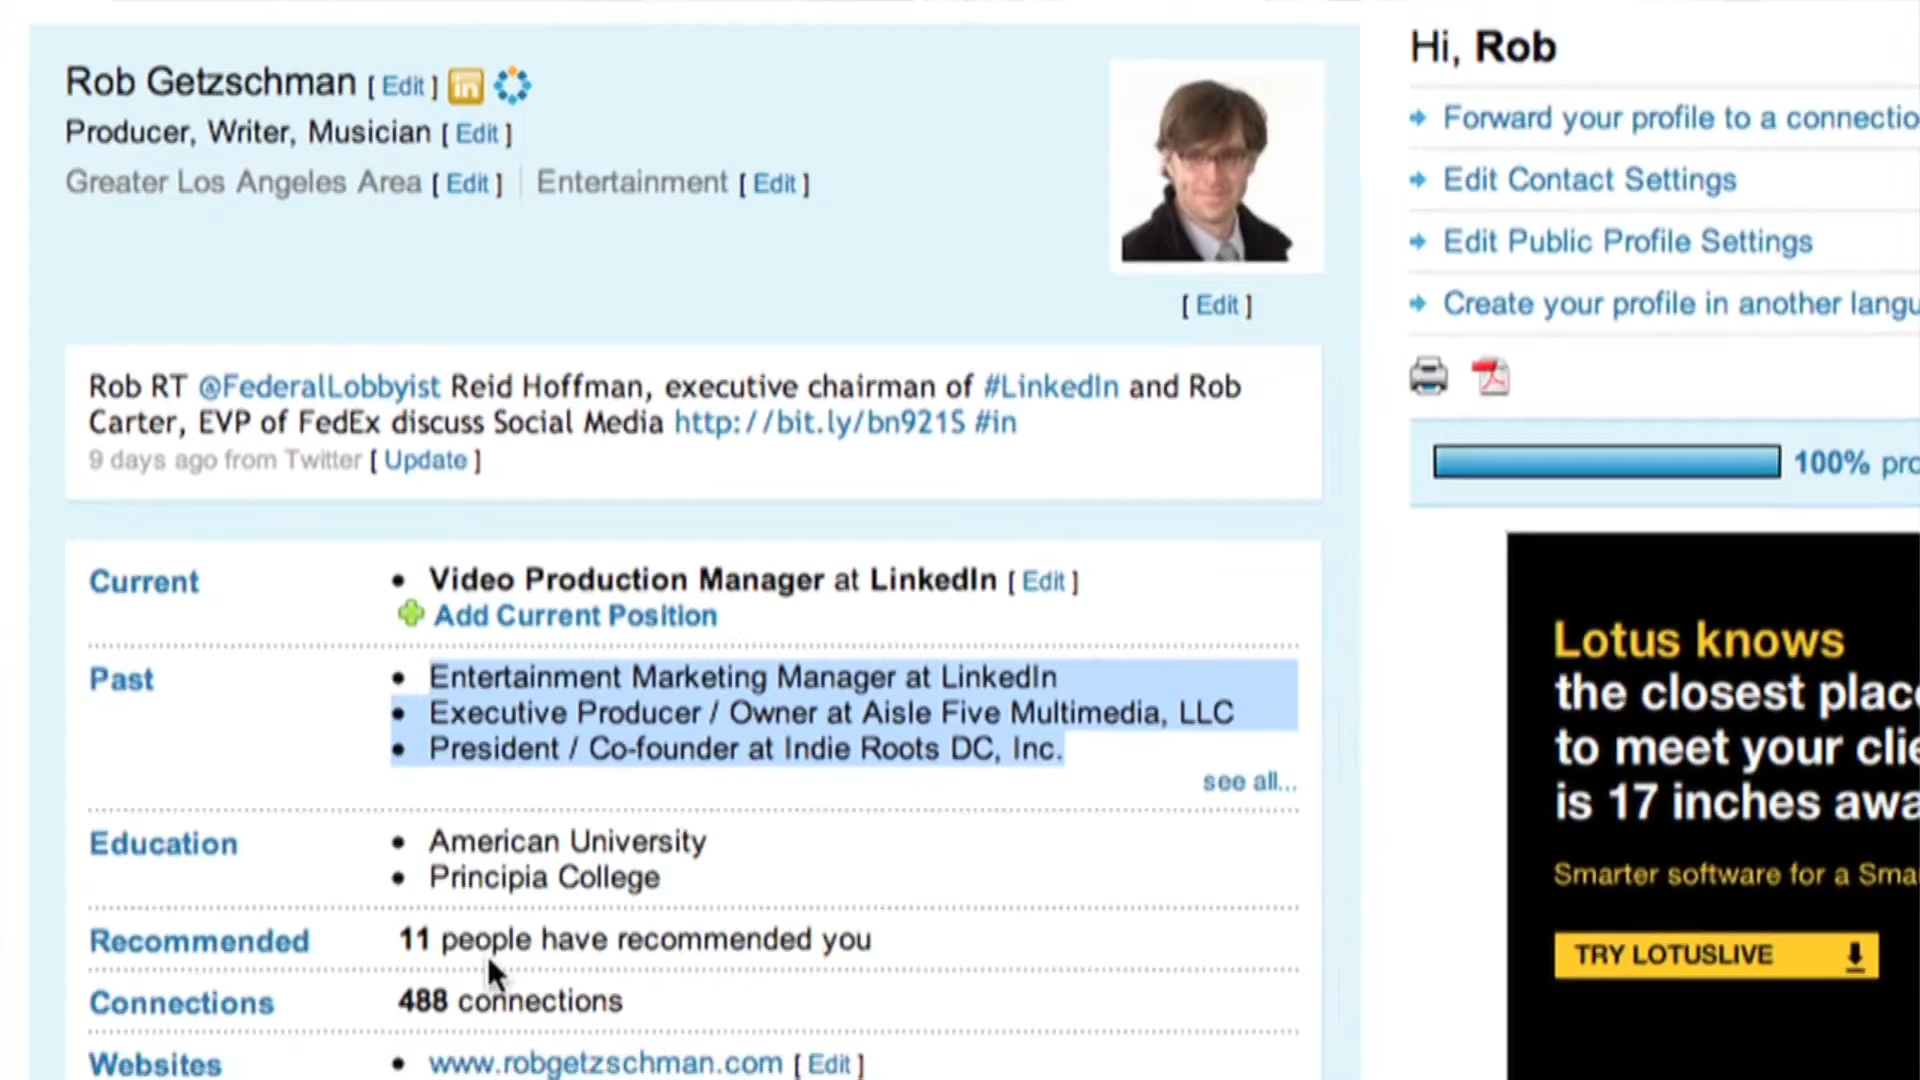 Rob Getzschman [ Edit ] in
Producer, Writer, Musician [ Edit ]
Greater Los Angeles Area [ Edit ] Entertainment [ Edit ]
[ Edit ]
Rob RT @FederalLobbyist Reid Hoffman, executive chairman of #LinkedIn and Rob
Carter, EVP of FedEx discuss Social Media http://bit.ly/bn921S #in
9 days ago from Twitter [ Update ]
Current
• Video Production Manager at LinkedIn [ Edit ]
Add Current Position
Past
• Entertainment Marketing Manager at LinkedIn
• Executive Producer / Owner at Aisle Five Multimedia, LLC
• President / Co-founder at Indie Roots DC, Inc.
see all...
Education
• American University
• Principia College
Recommended 11 people have recommended you
Connections 488 connections
Websites • www.robgetzschman.com [ Edit ]
Hi, Rob
Forward your profile to a connectio
Edit Contact Settings
Edit Public Profile Settings
Create your profile in another langu
100% pro
Lotus knows
the closest plac
to meet your clie
is 17 inches awa
Smarter software for a Sma
TRY LOTUSLIVE